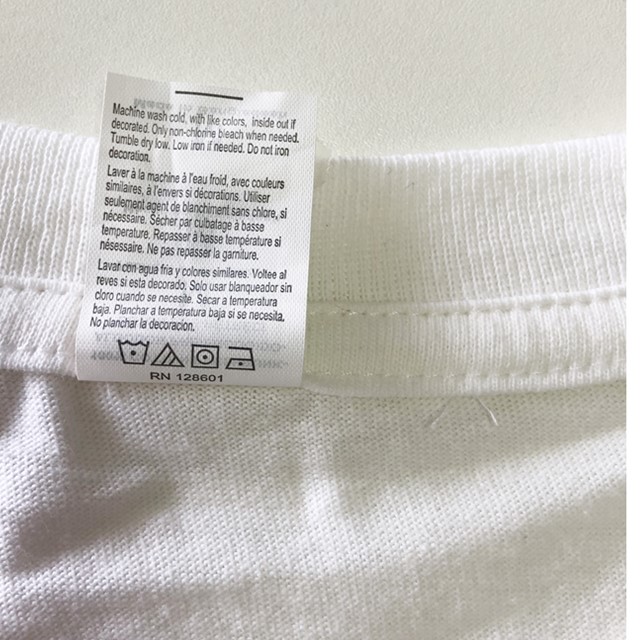 Machine wash cold, with like colors, inside out if
decorated. Only non-chlorine bleach when needed.
Tumble dry low. Low iron if needed. Do not iron
decoration.
Laver à la machine à l'eau froid, avec couleurs
similaires, à l'envers si décorations. Utiliser
seulement agent de blanchiment sans chlore, si
nécessaire. Sécher par culbatage à basse
temperature. Repasser à basse température si
nésessaire. Ne pas repasser la garniture.
Lavar con agua fria y colores similares. Voltee al
reves si esta decorado. Solo usar blanqueador sin
cloro cuando se necesite. Secar a temperatura
baja. Planchar a temperatura baja si se necesita.
No planchar la decoracion.
RN 128601